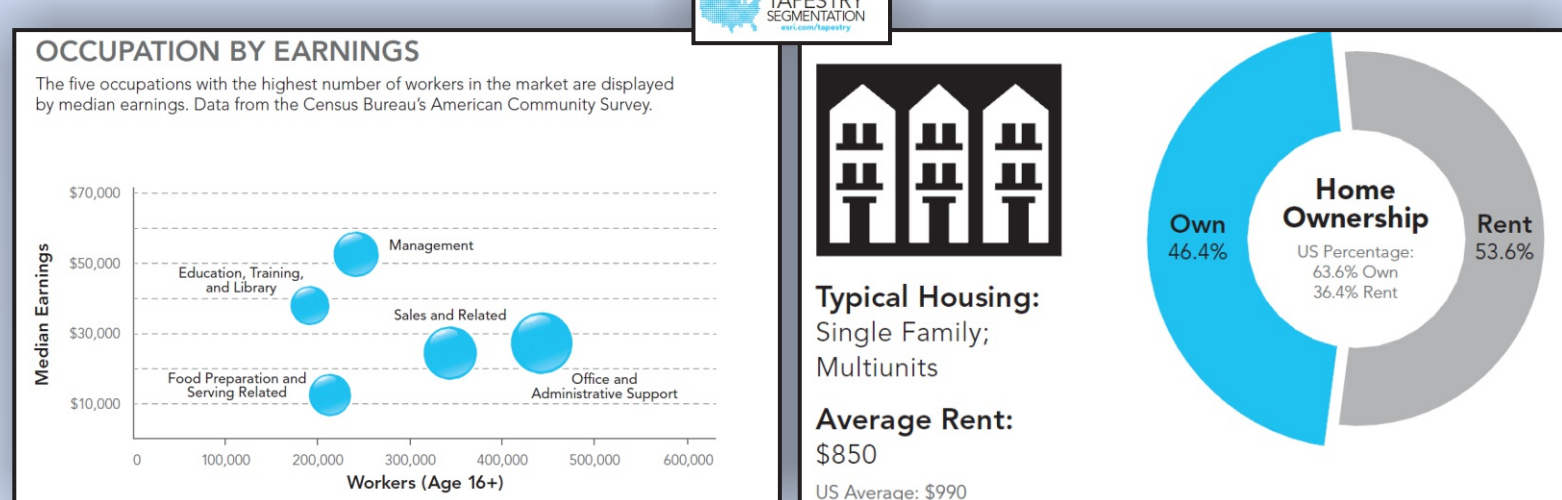 TAPESTRY
SEGMENTATION
esri.com/tapestry
OCCUPATION BY EARNINGS
The five occupations with the highest number of workers in the market are displayed
by median earnings. Data from the Census Bureau's American Community Survey.
Median Earnings
$70,000
$50,000
$30,000
$10,000
Management
Education, Training,
and Library
Sales and Related
Food Preparation and
Serving Related
Office and
Administrative Support
0
100,000
200,000
300,000
400,000
500,000
600,000
Workers (Age 16+)
Typical Housing:
Single Family;
Multiunits
Average Rent:
$850
US Average: $990
Own
46.4%
Home
Ownership
US Percentage:
63.6% Own
36.4% Rent
Rent
53.6%